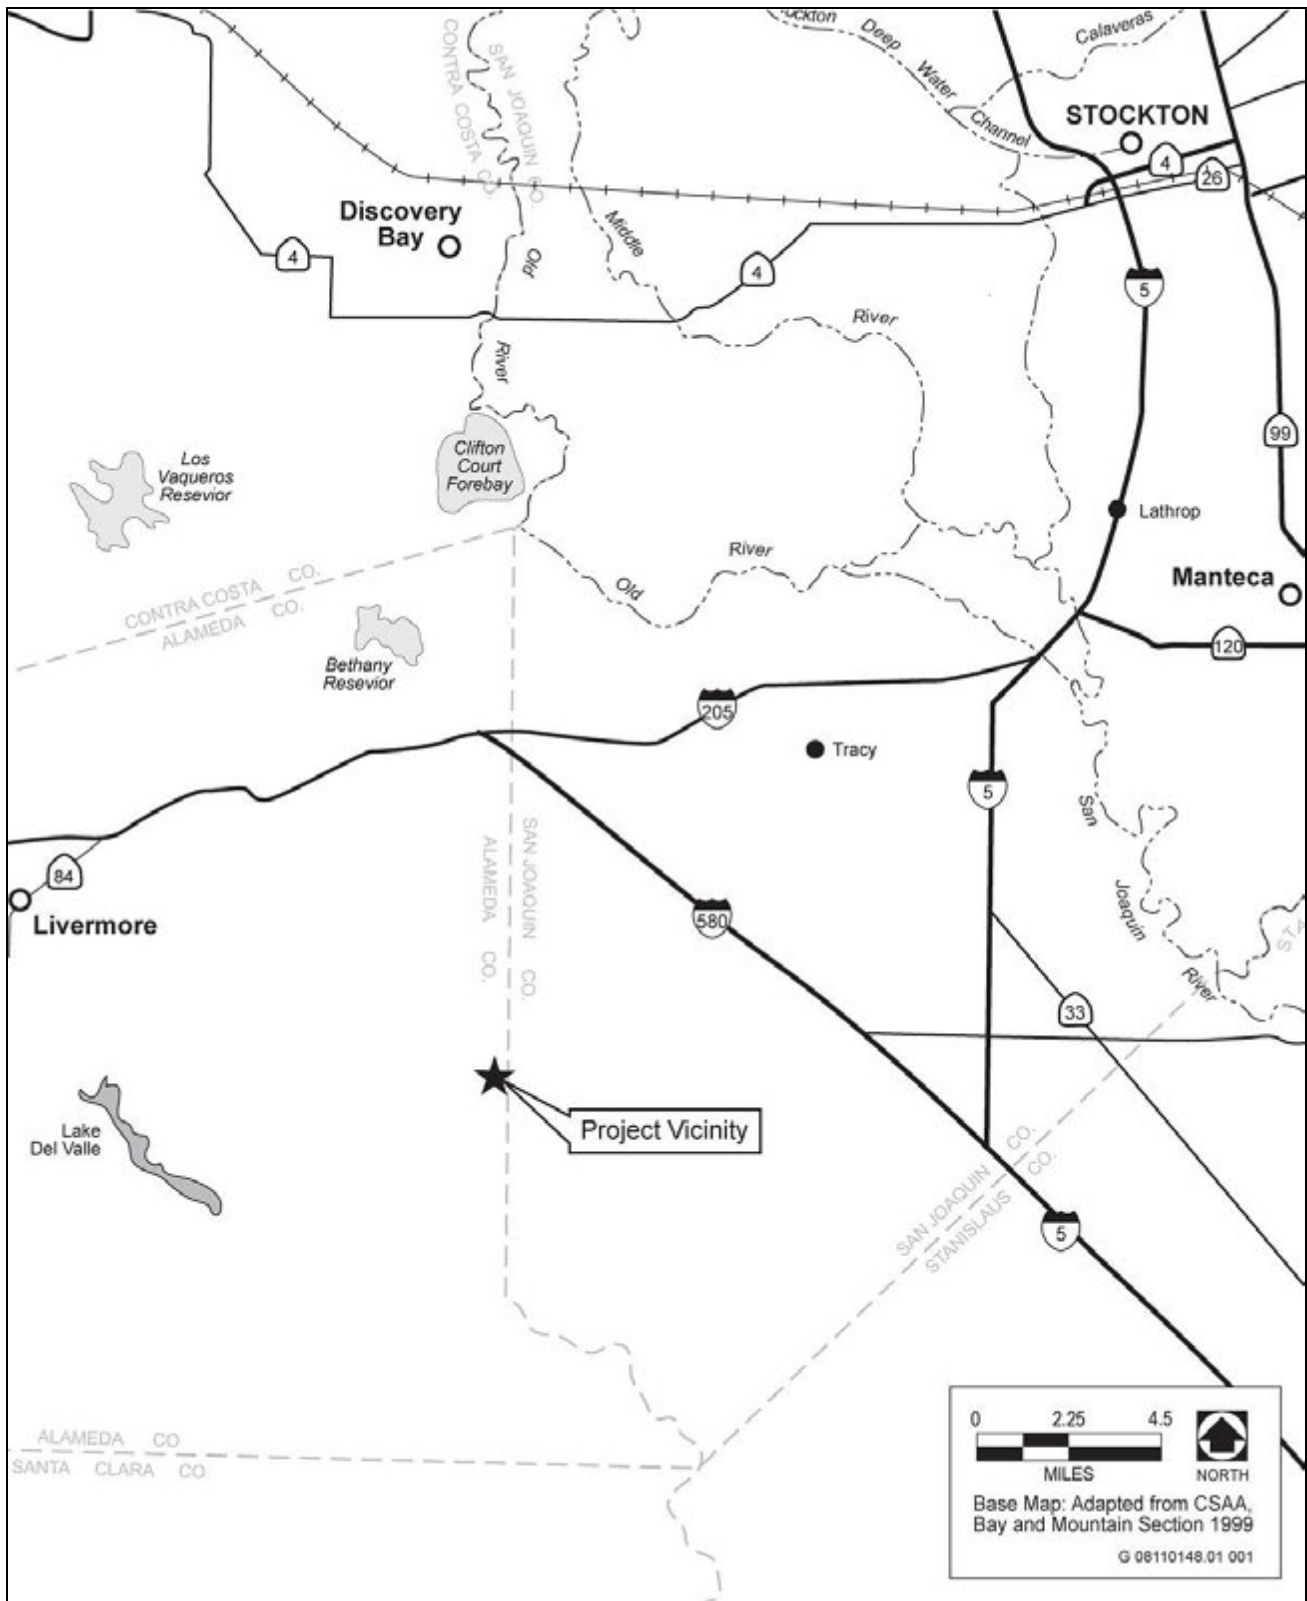 ockton
Deep
Water
Channel
Calaveras
STOCKTON
4
26
CONTRA COSTA CO.
SAN JOAQUIN CO.
Discovery
Bay
4
Old
Middle
4
5
River
River
99
Los
Vaqueros
Resevior
Clifton
Court
Forebay
Lathrop
River
Old
Manteca
CONTRA COSTA CO.
ALAMEDA CO.
120
Bethany
Resevior
205
Tracy
5
San
Joaquin
River
STA
84
Livermore
SAN JOAQUIN CO.
ALAMEDA CO.
580
33
Project Vicinity
Lake
Del Valle
SAN JOAQUIN CO.
STANISLAUS CO.
5
ALAMEDA CO
SANTA CLARA CO
0 2.25 4.5
MILES
NORTH
Base Map: Adapted from CSAA,
Bay and Mountain Section 1999
G 08110148.01 001